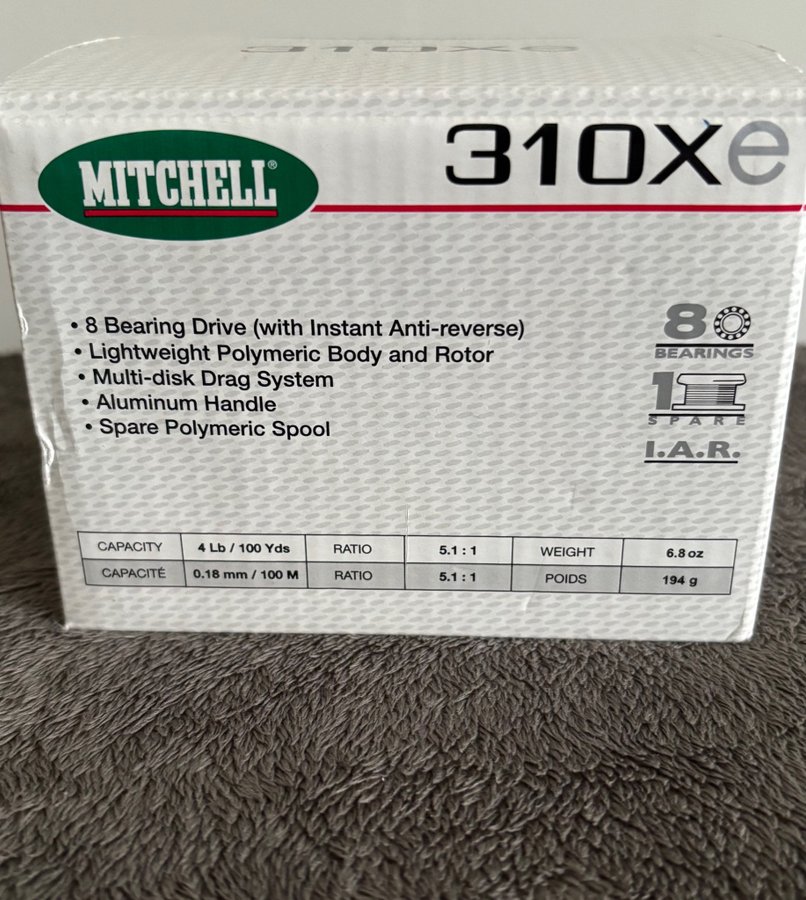 310xe
MITCHELL®
310Xe
• 8 Bearing Drive (with Instant Anti-reverse)
• Lightweight Polymeric Body and Rotor
• Multi-disk Drag System
• Aluminum Handle
• Spare Polymeric Spool
8
BEARINGS
1
SPARE
I.A.R.
CAPACITY 4 Lb / 100 Yds RATIO 5.1 : 1 WEIGHT 6.8 oz
CAPACITÉ 0.18 mm / 100 M RATIO 5.1 : 1 POIDS 194 g